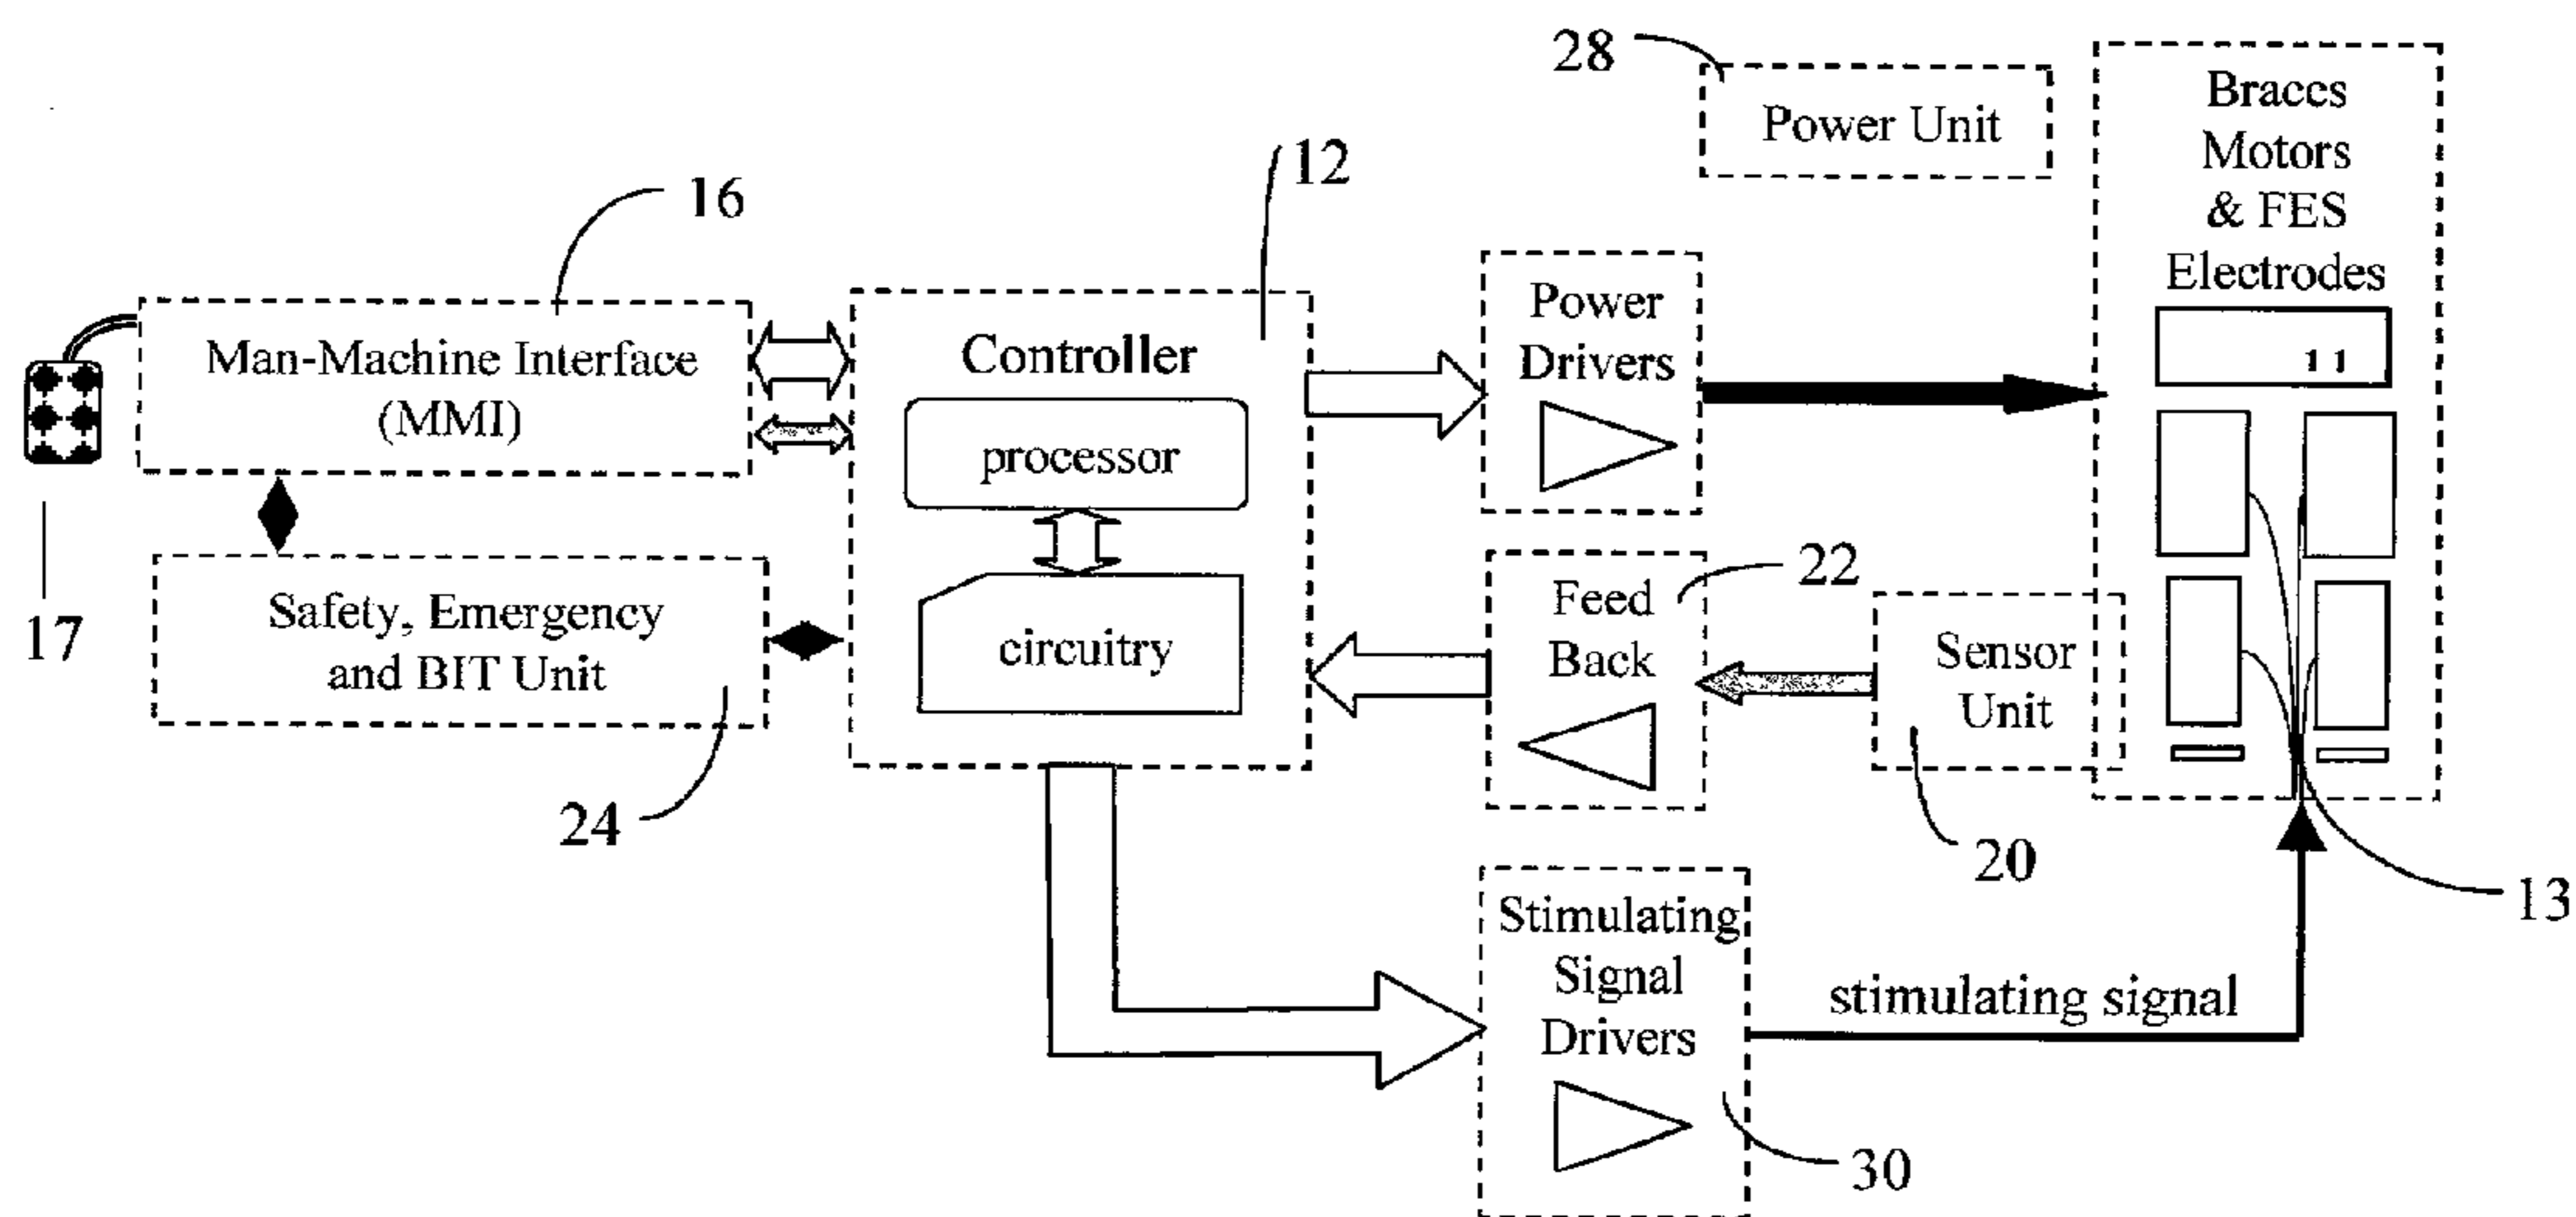 28
Power Unit
Braces
Motors
& FES
Electrodes
11
12
16
Man-Machine Interface
(MMI)
17
Controller
processor
circuitry
Power
Drivers
Safety, Emergency
and BIT Unit
24
Feed
Back
22
Sensor
Unit
20
13
Stimulating
Signal
Drivers
30
stimulating signal